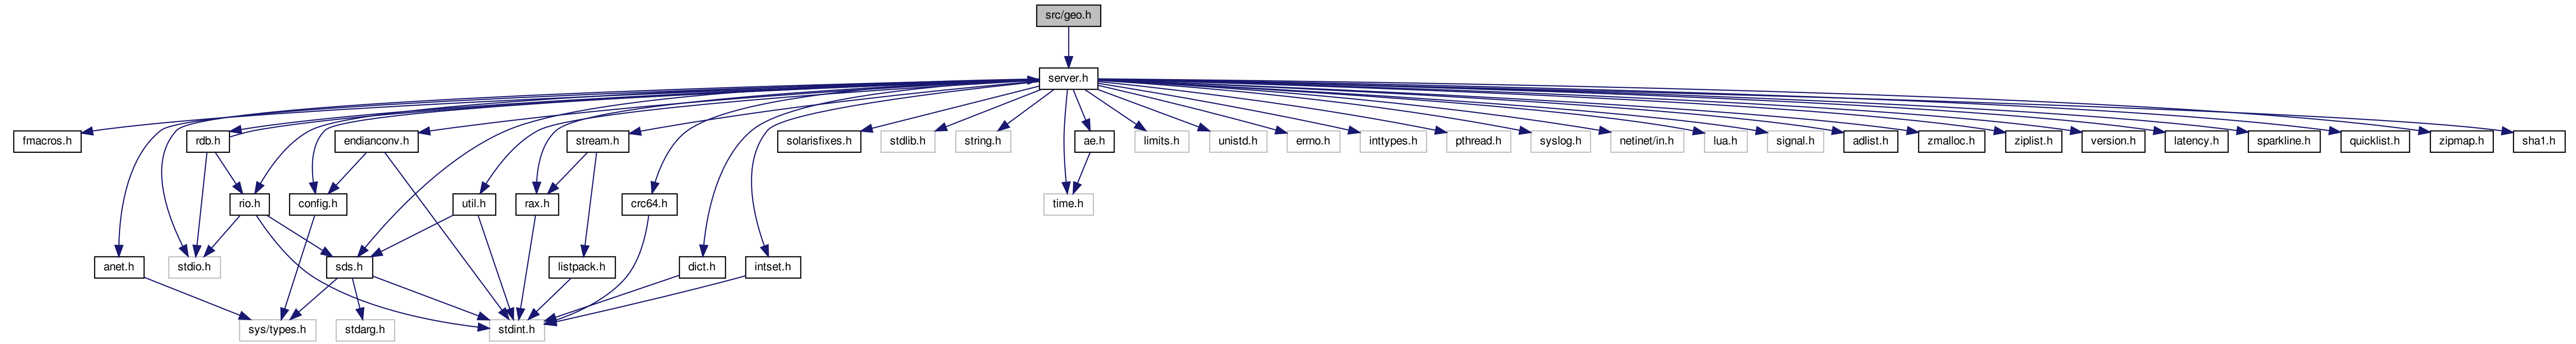 src/geo.h
server.h
fmacros.h
rdb.h
endianconv.h
stream.h
solarisfixes.h
stdlib.h
string.h
ae.h
limits.h
unistd.h
errno.h
inttypes.h
pthread.h
syslog.h
netinet/in.h
lua.h
signal.h
adlist.h
zmalloc.h
ziplist.h
version.h
latency.h
sparkline.h
quicklist.h
zipmap.h
sha1.h
rio.h
config.h
util.h
rax.h
crc64.h
time.h
anet.h
stdio.h
sds.h
listpack.h
dict.h
intset.h
sys/types.h
stdarg.h
stdint.h